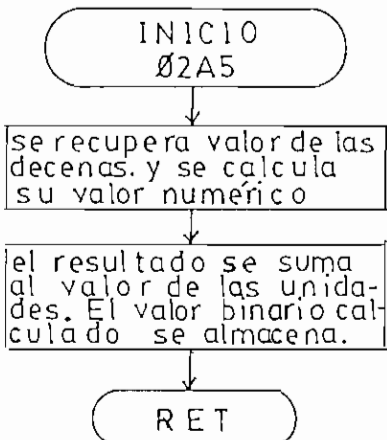 INICIO
Ø2A5
se recupera valor de las
decenas. y se calcula
su valor numérico
el resultado se suma
al valor de las unida-
des. El valor binario cal-
culado se almacena.
RET